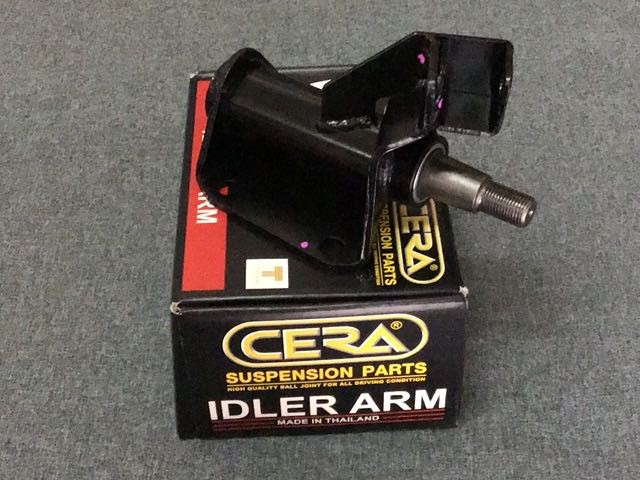 ARM
CERA®
SUSPENSION PARTS
CERA®
SUSPENSION PARTS
HIGH QUALITY BALL JOINT FOR ALL DRIVING CONDITION
IDLER ARM
MADE IN THAILAND